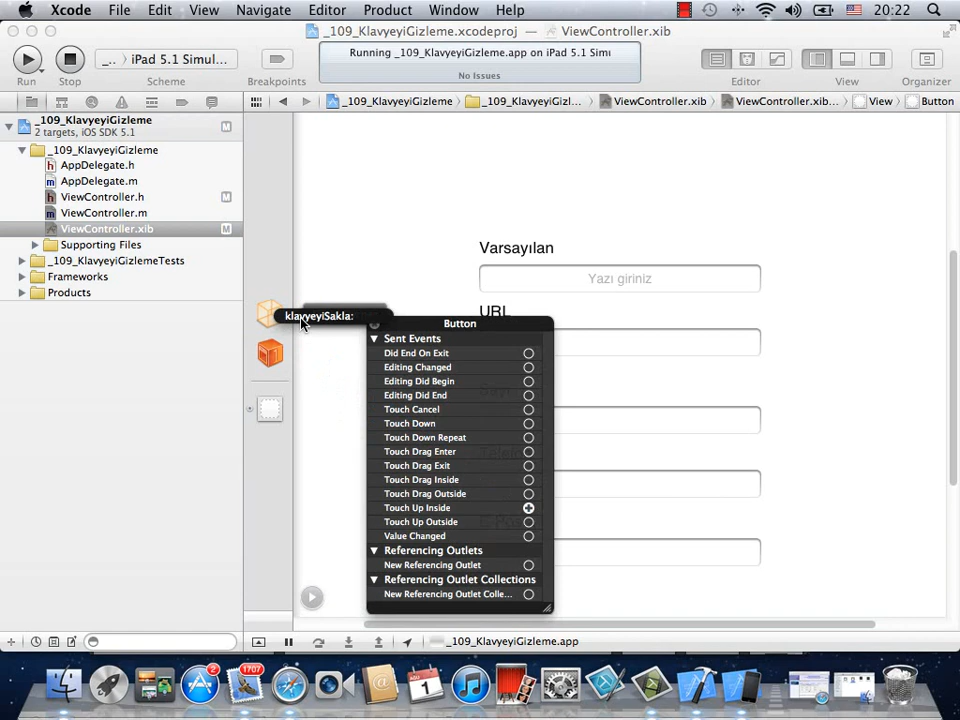 Xcode File Edit View Navigate Editor Product Window Help 20:22
_109_KlavyeyiGizleme.xcodeproj › ViewController.xib
Run Stop
_.. › iPad 5.1 Simul...
Scheme
Breakpoints
Running _109_KlavyeyiGizleme.app on iPad 5.1 Simu
No Issues
Editor
View
Organizer
_109_KlavyeyiGizleme
2 targets, iOS SDK 5.1
M
_109_KlavyeyiGizleme
AppDelegate.h
AppDelegate.m
ViewController.h
M
ViewController.m
ViewController.xib
M
Supporting Files
_109_KlavyeyiGizlemeTests
Frameworks
Products
_109_KlavyeyiGizleme
_109_KlavyeyiGizl...
ViewController.xib
ViewController.xib...
View
Button
Varsayılan
Yazı giriniz
URL
klavyeyiSakla:
Button
Sent Events
Did End On Exit
Editing Changed
Editing Did Begin
Editing Did End
Touch Cancel
Touch Down
Touch Down Repeat
Touch Drag Enter
Touch Drag Exit
Touch Drag Inside
Touch Drag Outside
Touch Up Inside
Touch Up Outside
Value Changed
Referencing Outlets
New Referencing Outlet
Referencing Outlet Collections
New Referencing Outlet Colle...
_109_KlavyeyiGizleme.app
2
1707
1